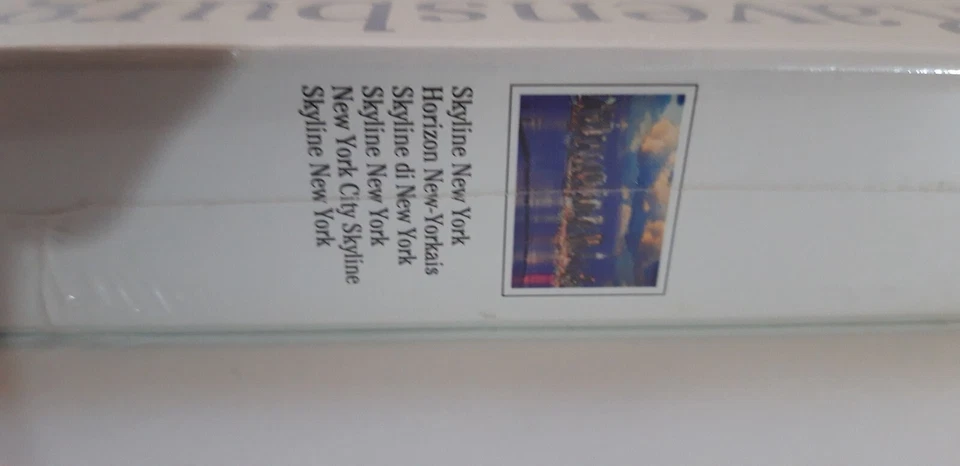 Ravensburg
Skyline New York
Horizon New-Yorkais
Skyline di New York
Skyline New York
New York City Skyline
Skyline New York